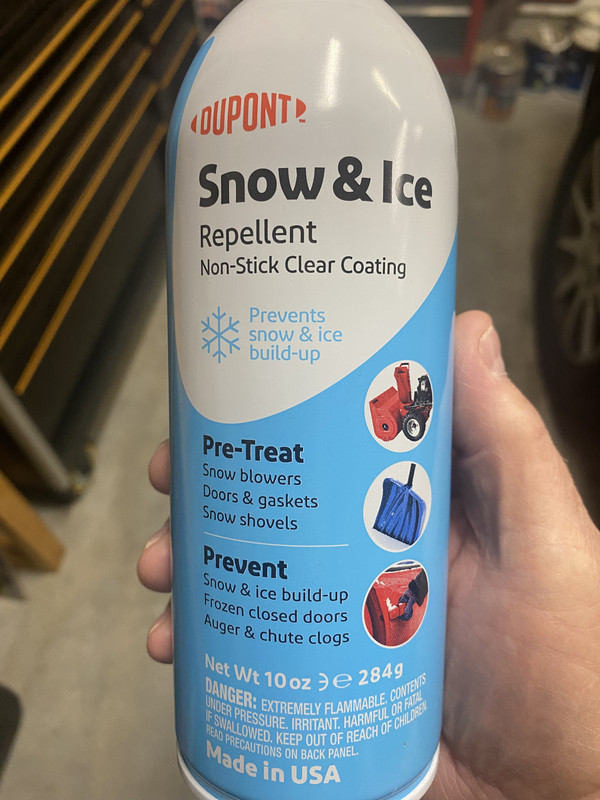 DUPONT™
Snow & Ice
Repellent
Non-Stick Clear Coating
Prevents
snow & ice
build-up
Pre-Treat
Snow blowers
Doors & gaskets
Snow shovels
Prevent
Snow & ice build-up
Frozen closed doors
Auger & chute clogs
Net Wt 10 oz ℮ 284g
DANGER: EXTREMELY FLAMMABLE. CONTENTS
UNDER PRESSURE. IRRITANT. HARMFUL OR FATAL
IF SWALLOWED. KEEP OUT OF REACH OF CHILDREN.
READ PRECAUTIONS ON BACK PANEL.
Made in USA